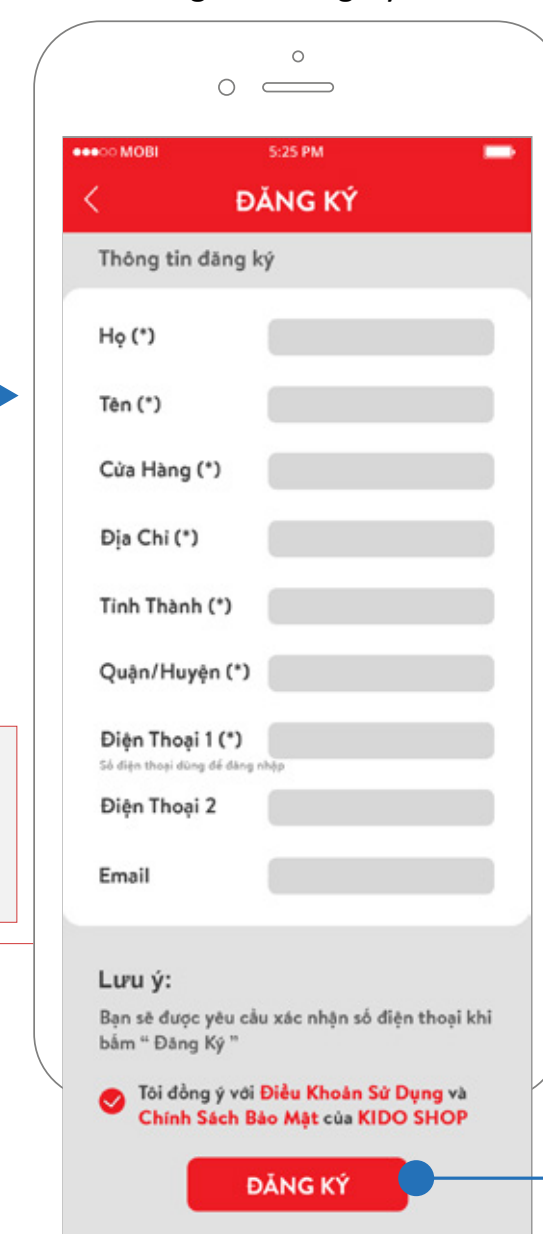 MOBI 5:25 PM
ĐĂNG KÝ
Thông tin đăng ký
Họ (*)
Tên (*)
Cửa Hàng (*)
Địa Chỉ (*)
Tỉnh Thành (*)
Quận/Huyện (*)
Điện Thoại 1 (*)
Số điện thoại dùng để đăng nhập
Điện Thoại 2
Email
Lưu ý:
Bạn sẽ được yêu cầu xác nhận số điện thoại khi
bấm “ Đăng Ký ”
Tôi đồng ý với Điều Khoản Sử Dụng và
Chính Sách Bảo Mật của KIDO SHOP
ĐĂNG KÝ